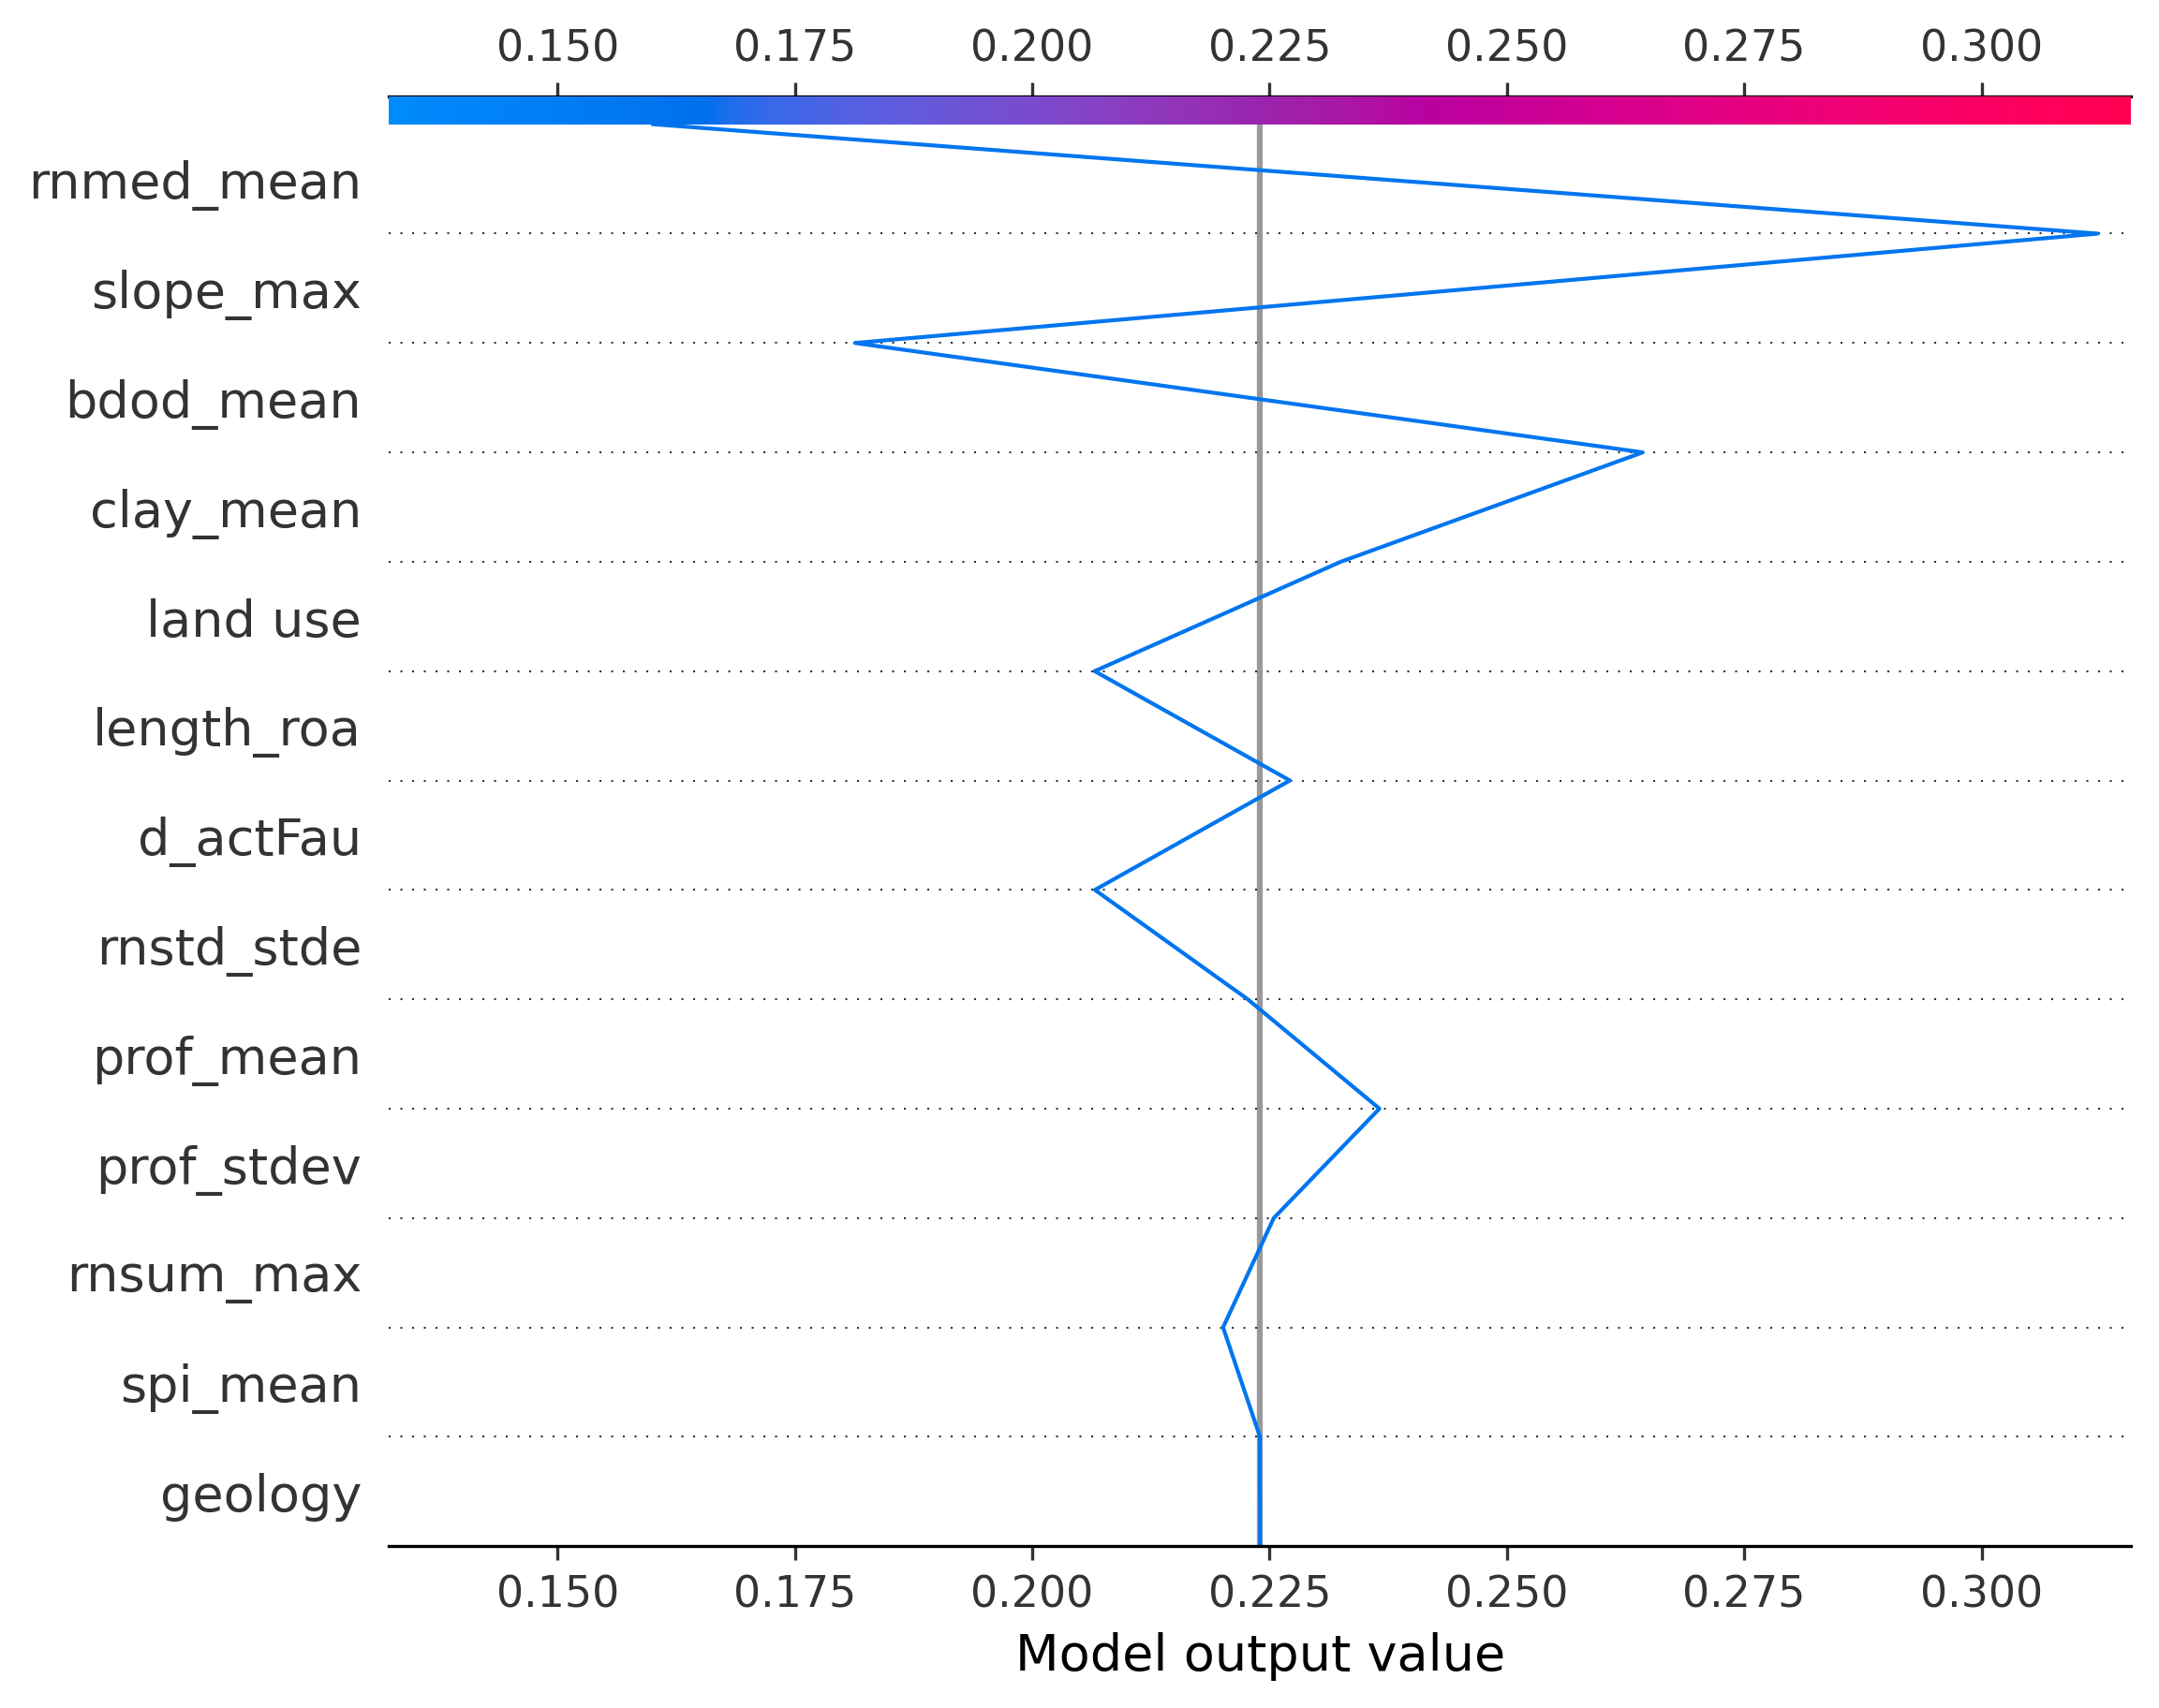 0.150 0.175 0.200 0.225 0.250 0.275 0.300
rnmed_mean
slope_max
bdod_mean
clay_mean
land use
length_roa
d_actFau
rnstd_stde
prof_mean
prof_stdev
rnsum_max
spi_mean
geology
0.150 0.175 0.200 0.225 0.250 0.275 0.300
Model output value